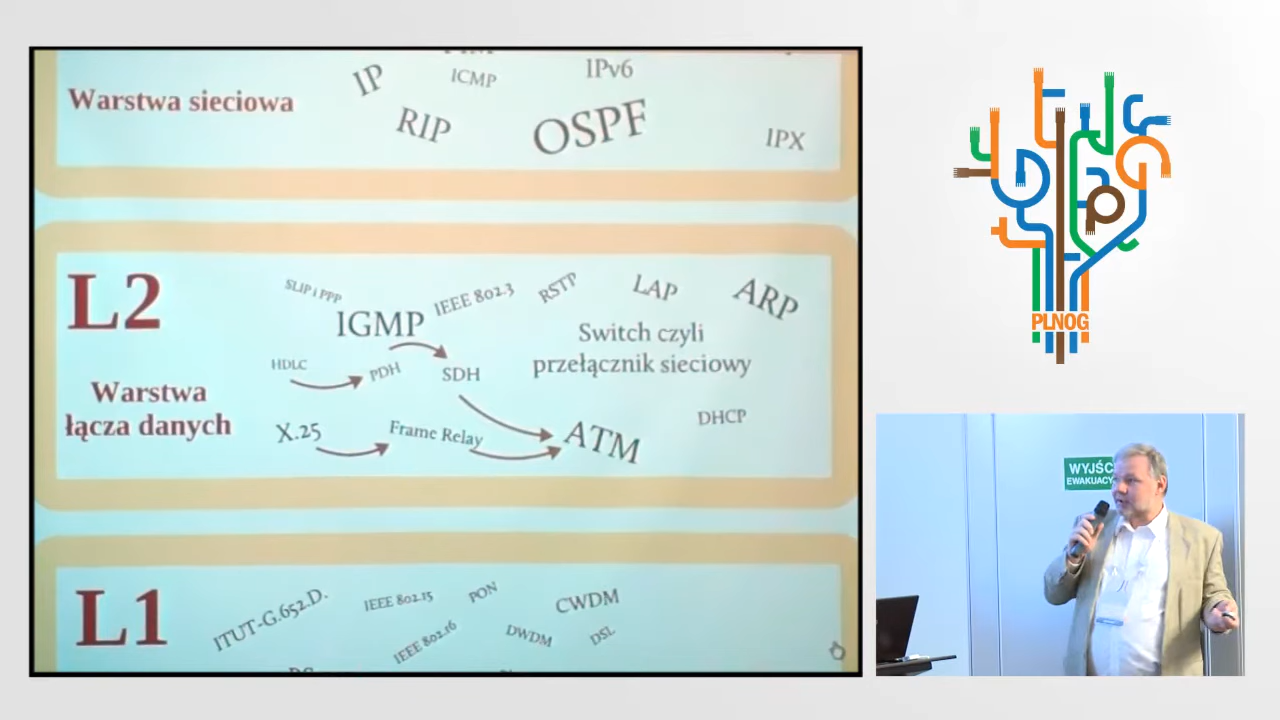 IP
ICMP
IPv6
Warstwa sieciowa
RIP
OSPF
IPX
L2
SLIP i PPP
IGMP
IEEE 802.3
RSTP
LAP
ARP
Switch czyli
przełącznik sieciowy
HDLC
PDH
SDH
Warstwa
łącza danych
X.25
Frame Relay
ATM
DHCP
L1
ITUT-G.652.D.
IEEE 802.15
PON
CWDM
IEEE 802.16
DWDM
DSL
PLNOG
WYJŚC
EWAKUACY